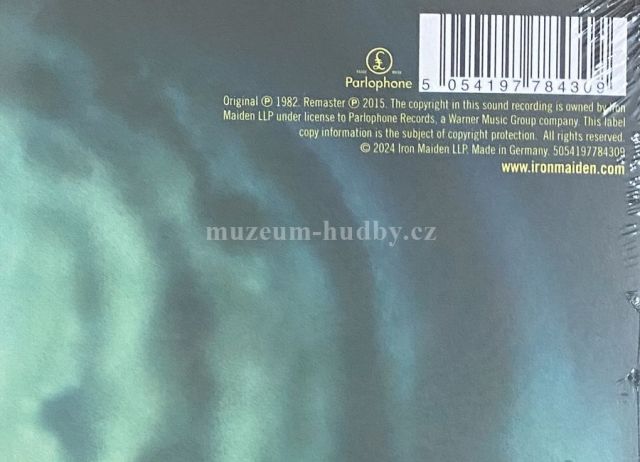 TRADE MARK
Parlophone
5 054197 784309
Original ℗ 1982. Remaster ℗ 2015. The copyright in this sound recording is owned by Iron
Maiden LLP under license to Parlophone Records, a Warner Music Group company. This label
copy information is the subject of copyright protection. All rights reserved.
© 2024 Iron Maiden LLP. Made in Germany. 5054197784309
www.ironmaiden.com
muzeum-hudby.cz